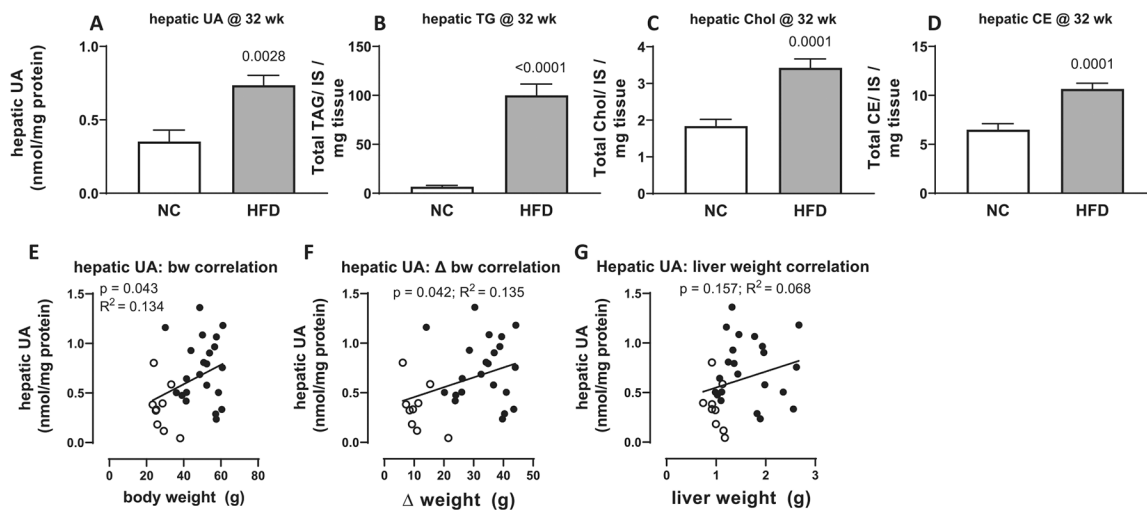 A
hepatic UA @ 32 wk
hepatic UA
(nmol/mg protein)
1.0
0.5
0.0
0.0028
NC
HFD
B
hepatic TG @ 32 wk
Total TAG/ IS /
mg tissue
150
100
50
0
<0.0001
NC
HFD
C
hepatic Chol @ 32 wk
Total Chol/ IS /
mg tissue
4
3
2
1
0
0.0001
NC
HFD
D
hepatic CE @ 32 wk
Total CE/ IS /
mg tissue
15
10
5
0
0.0001
NC
HFD
E
hepatic UA: bw correlation
p = 0.043
R² = 0.134
hepatic UA
(nmol/mg protein)
1.5
1.0
0.5
0.0
0 20 40 60 80
body weight (g)
F
hepatic UA: Δ bw correlation
p = 0.042; R² = 0.135
hepatic UA
(nmol/mg protein)
1.5
1.0
0.5
0.0
0 10 20 30 40 50
Δ weight (g)
G
Hepatic UA: liver weight correlation
p = 0.157; R² = 0.068
hepatic UA
(nmol/mg protein)
1.5
1.0
0.5
0.0
0 1 2 3
liver weight (g)